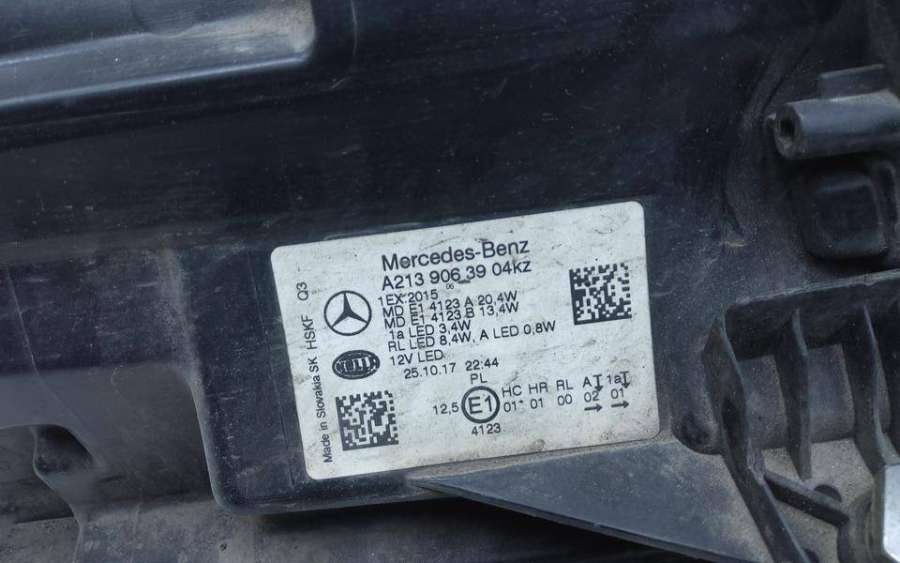 Mercedes-Benz
A213 906 39 04kz
06
1EX 2015
MD E1 4123 A 20,4W
MD E1 4123 B 13,4W
1a LED 3,4W
RL LED 8,4W, A LED 0,8W
12V LED
25.10.17 22:44
PL
HC HR RL A 1a
12,5 E1 01* 01 00 02 01
4123
Made in Slovakia SK HSKF Q3
HELLA